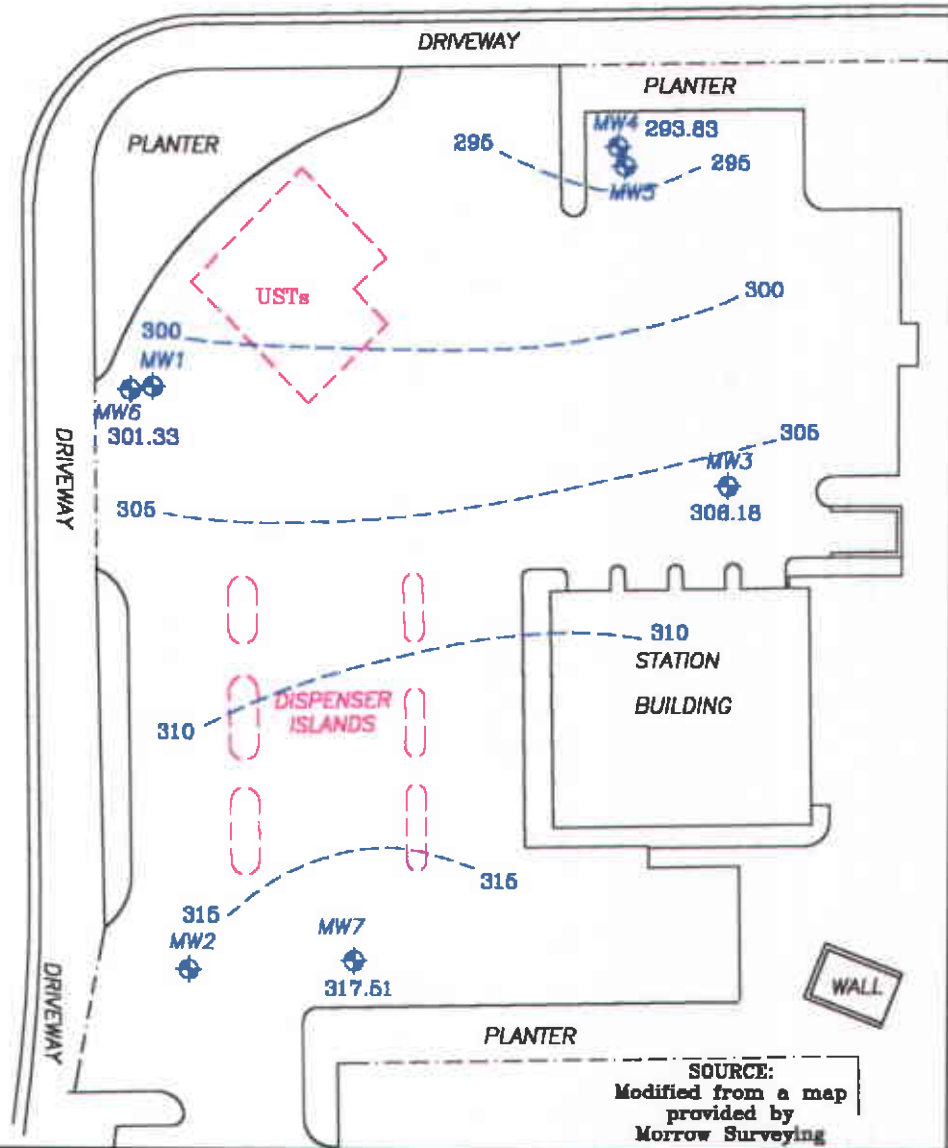 DRIVEWAY
PLANTER
PLANTER
MW4
293.83
295
295
MW5
USTs
300
300
MW1
MW6
301.33
DRIVEWAY
305
MW3
306.16
305
310
STATION
BUILDING
DISPENSER
ISLANDS
310
315
315
MW2
MW7
317.51
DRIVEWAY
WALL
PLANTER
SOURCE:
Modified from a map
provided by
Morrow Surveying